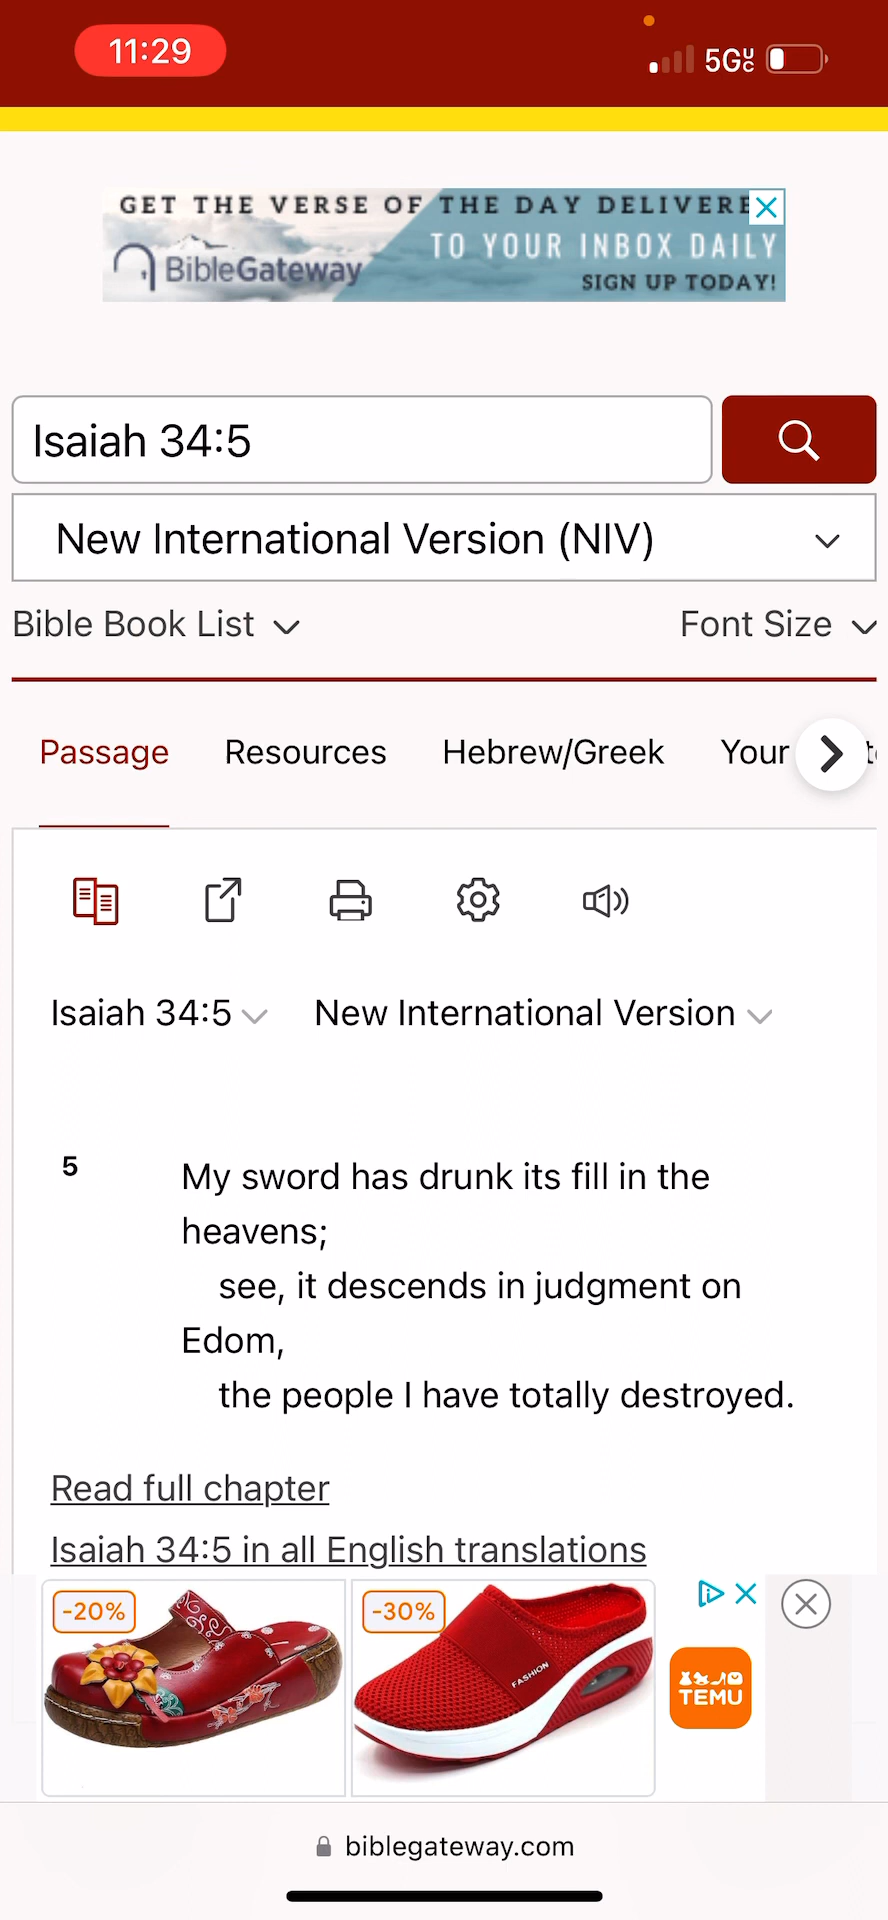 11:29
5GUC
GET THE VERSE OF THE DAY DELIVERE
TO YOUR INBOX DAILY
BibleGateway
SIGN UP TODAY!
Isaiah 34:5
New International Version (NIV)
Bible Book List
Font Size
Passage
Resources
Hebrew/Greek
Your
Isaiah 34:5
New International Version
5
My sword has drunk its fill in the
heavens;
see, it descends in judgment on
Edom,
the people I have totally destroyed.
Read full chapter
Isaiah 34:5 in all English translations
-20%
-30%
FASHION
TEMU
biblegateway.com